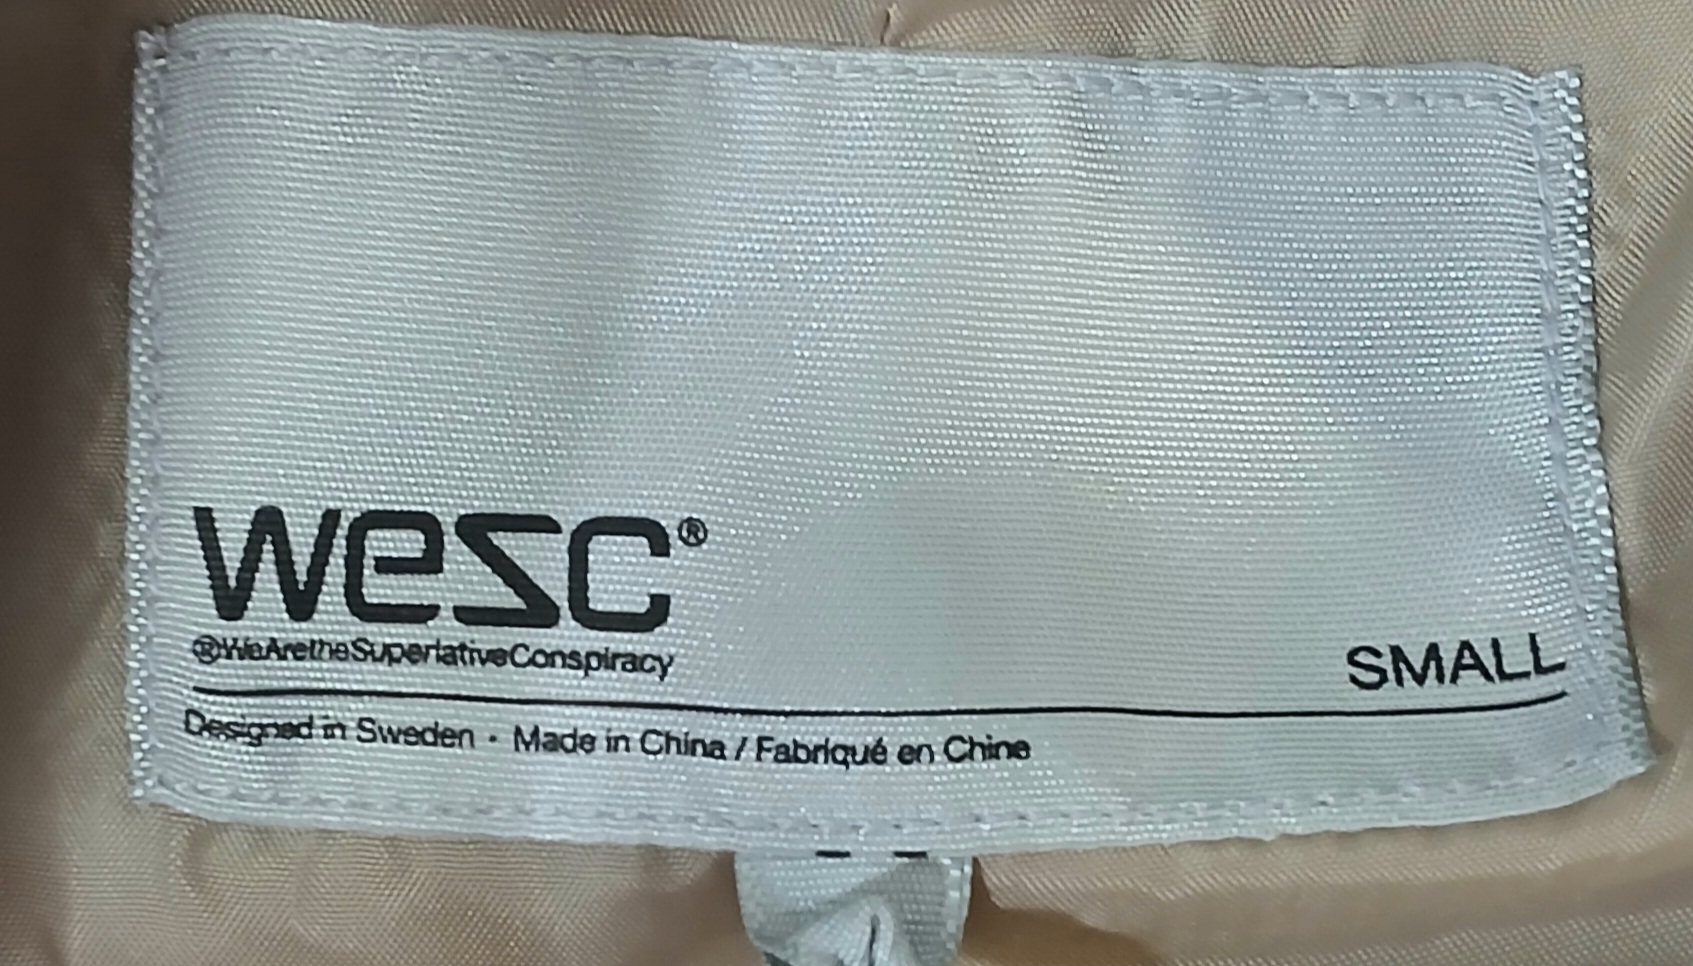 wesc®
®WeAretheSuperlativeConspiracy
SMALL
Designed in Sweden · Made in China / Fabriqué en Chine